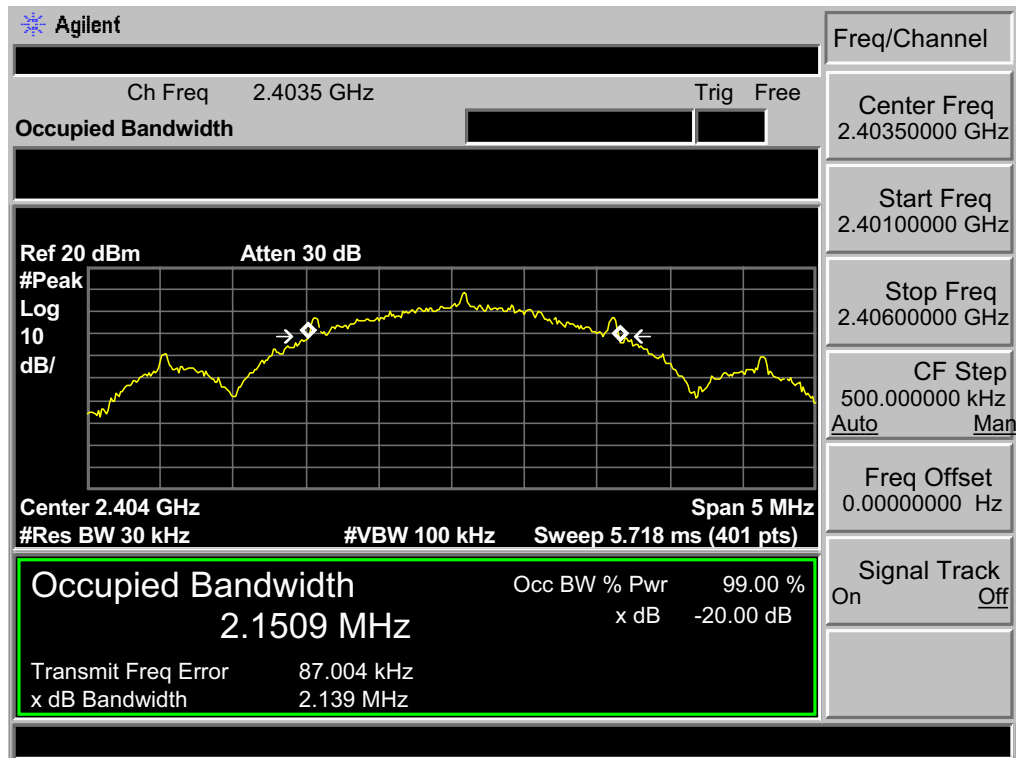 Agilent
Freq/Channel
Ch Freq 2.4035 GHz Trig Free
Occupied Bandwidth
Center Freq
2.40350000 GHz
Start Freq
2.40100000 GHz
Ref 20 dBm Atten 30 dB
#Peak
Log
10
dB/
Stop Freq
2.40600000 GHz
CF Step
500.000000 kHz
Auto Man
Center 2.404 GHz Span 5 MHz
#Res BW 30 kHz #VBW 100 kHz Sweep 5.718 ms (401 pts)
Freq Offset
0.00000000 Hz
Occupied Bandwidth Occ BW % Pwr 99.00 %
2.1509 MHz x dB -20.00 dB
Transmit Freq Error 87.004 kHz
x dB Bandwidth 2.139 MHz
Signal Track
On Off